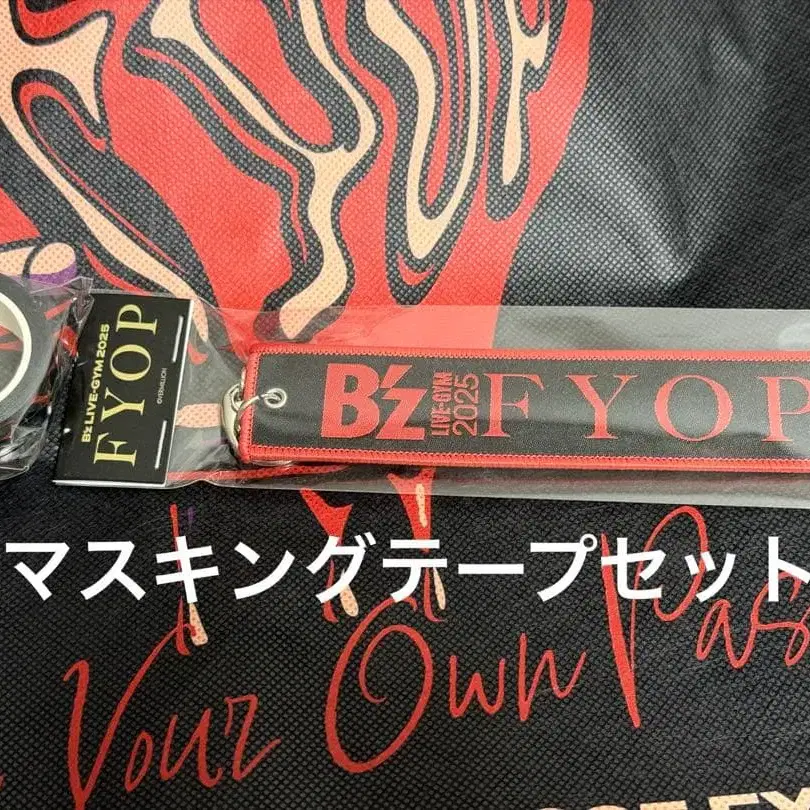 B'z LIVE-GYM 2025
FYOP
©VERMILLION
B'z LIVE-GYM 2025 FYOP
マスキングテープセット
Your Own Pas